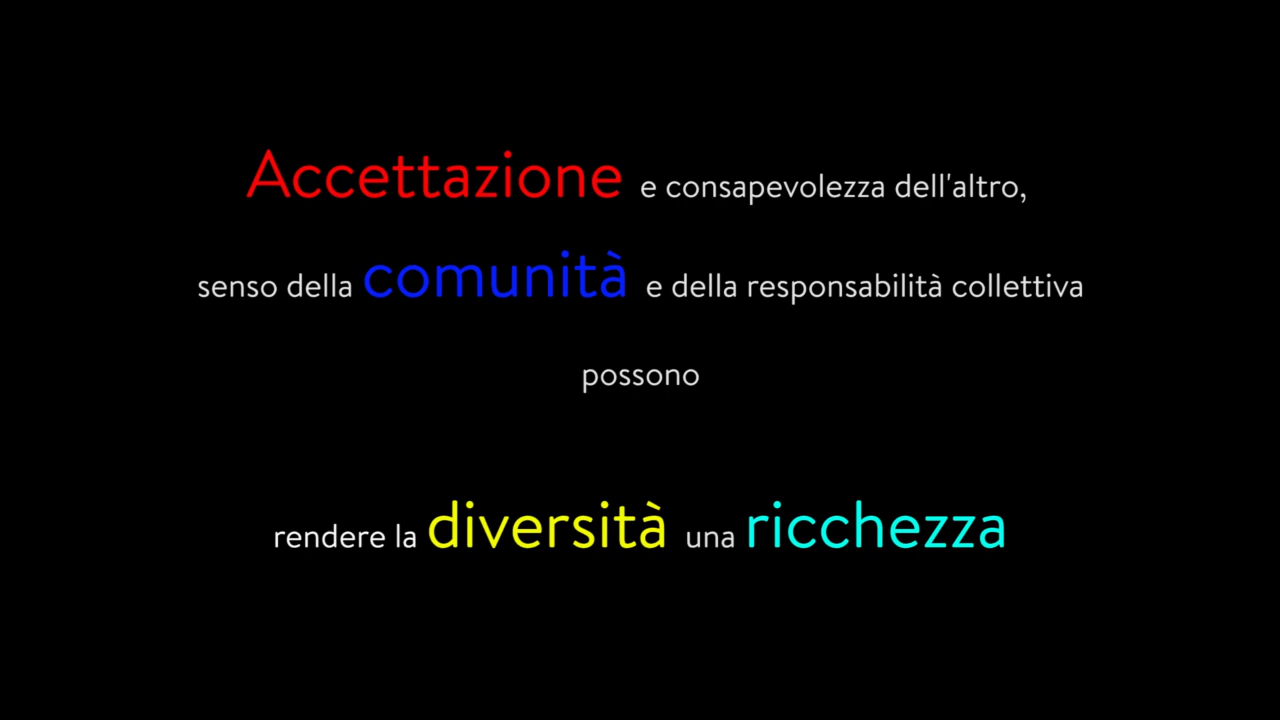 Accettazione e consapevolezza dell'altro,
senso della comunità e della responsabilità collettiva
possono
rendere la diversità una ricchezza